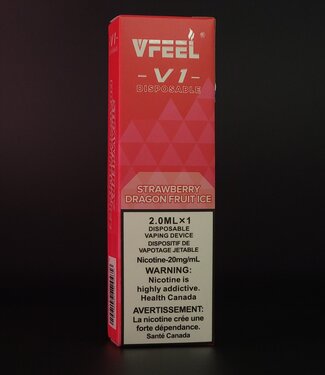 VFEEL®
- V1 -
DISPOSABLE
STRAWBERRY
DRAGON FRUIT ICE
2.0ML×1
DISPOSABLE
VAPING DEVICE
DISPOSITIF DE
VAPOTAGE JETABLE
Nicotine-20mg/mL
WARNING:
Nicotine is
highly addictive.
Health Canada
AVERTISSEMENT:
La nicotine crée une
forte dépendance.
Santé Canada